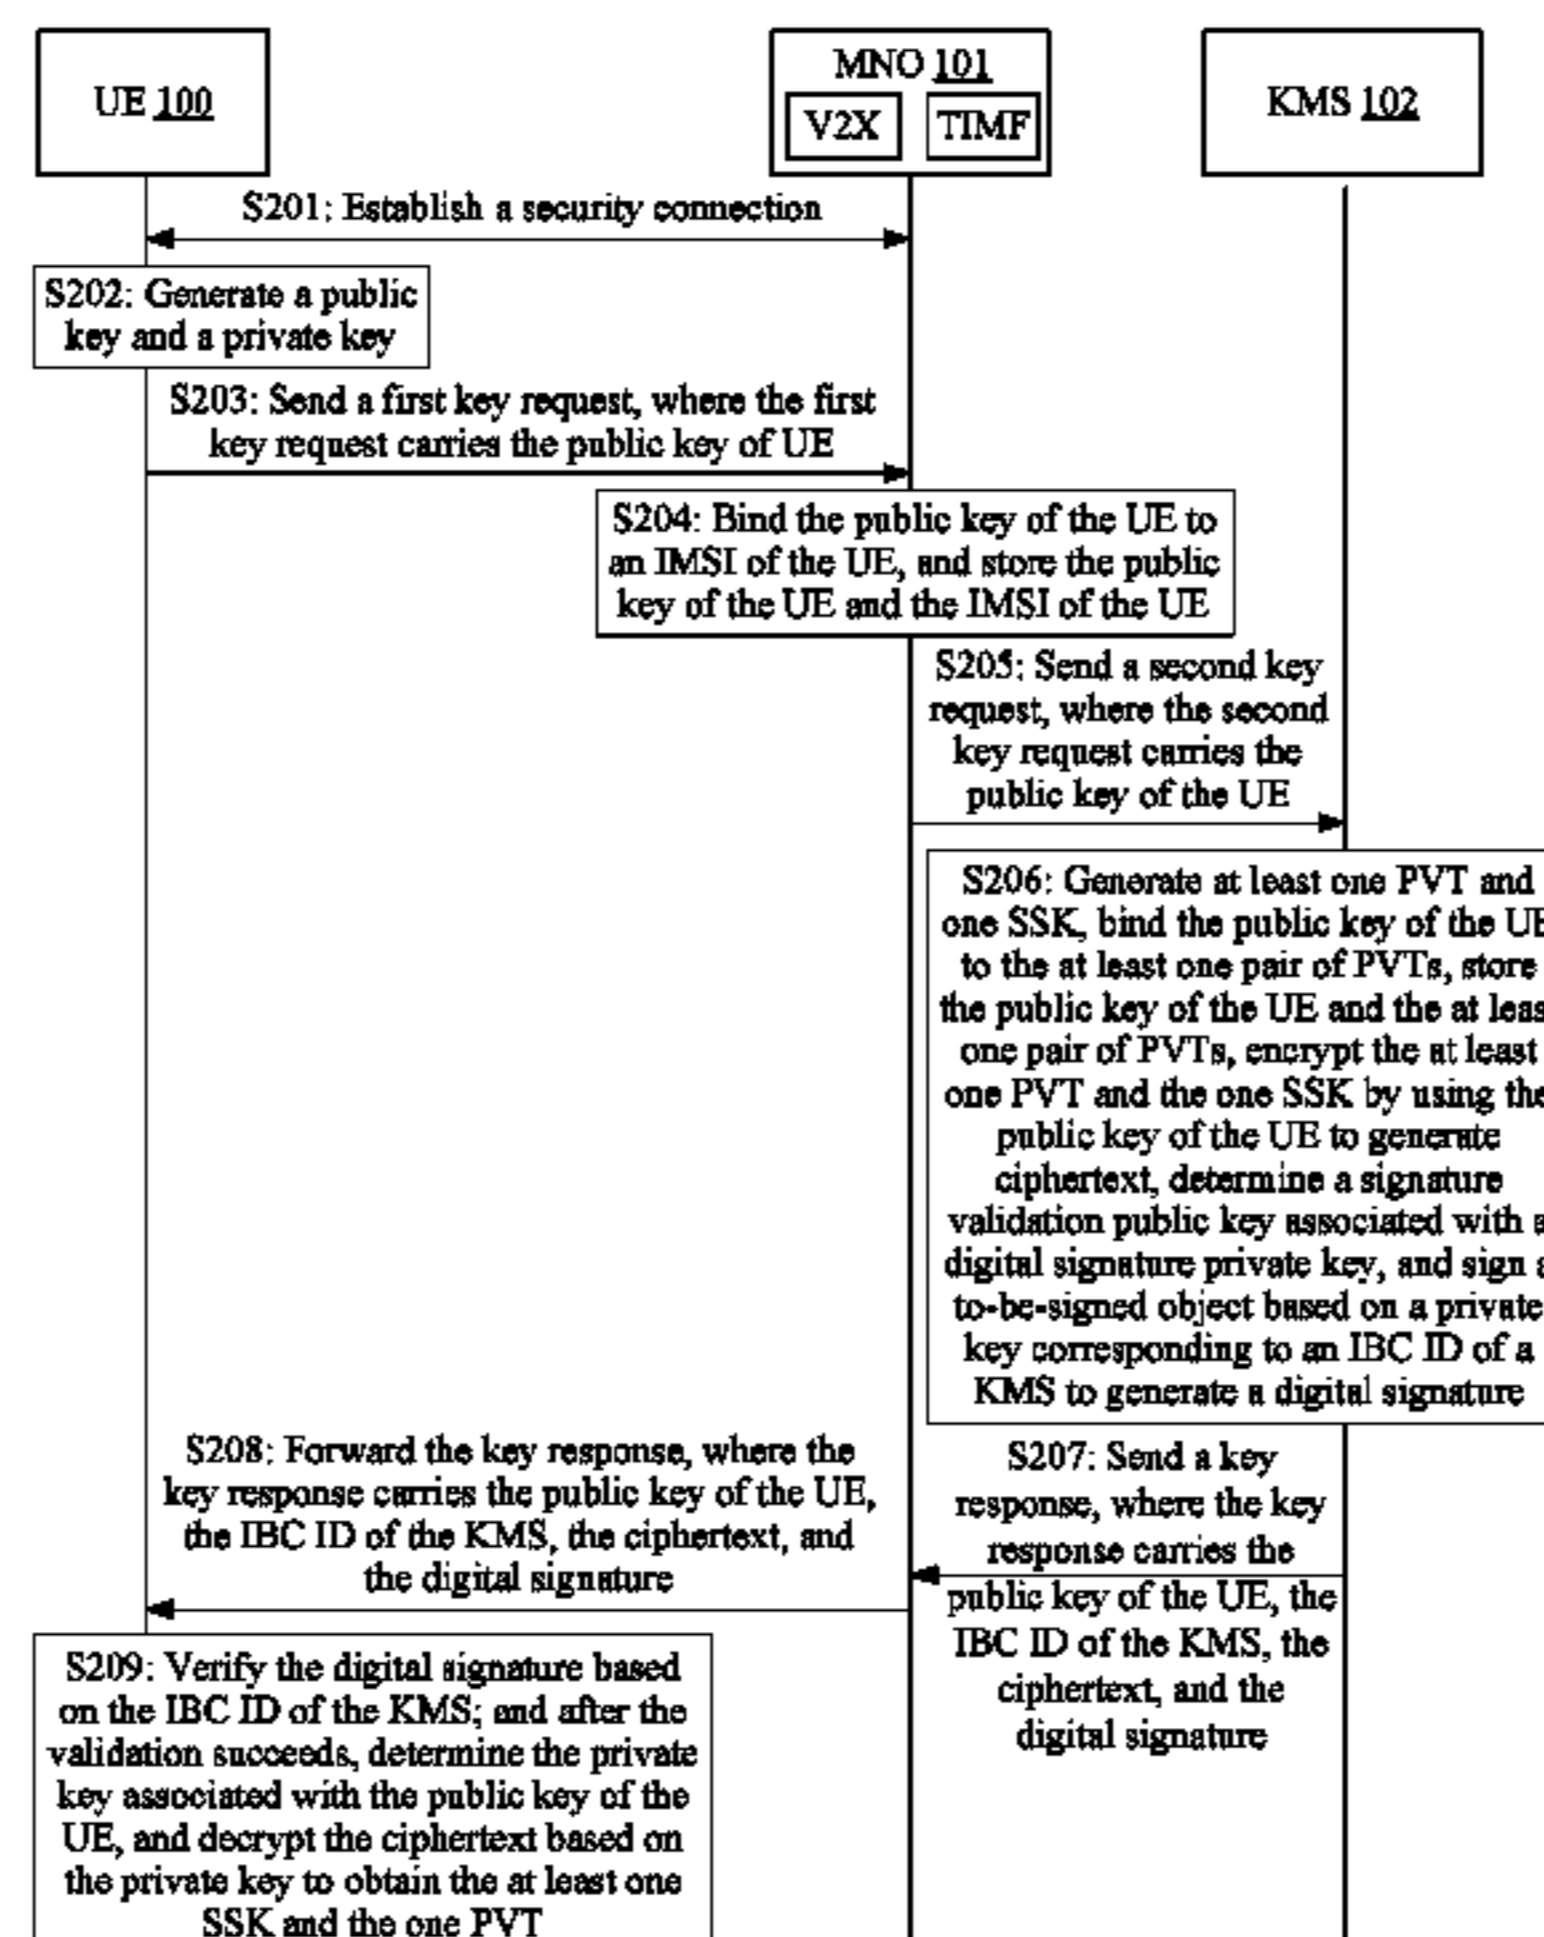 UE 100
MNO 101
V2X
TIMF
KMS 102
S201: Establish a security connection
S202: Generate a public
key and a private key
S203: Send a first key request, where the first
key request carries the public key of UE
S204: Bind the public key of the UE to
an IMSI of the UE, and store the public
key of the UE and the IMSI of the UE
S205: Send a second key
request, where the second
key request carries the
public key of the UE
S206: Generate at least one PVT and
one SSK, bind the public key of the UE
to the at least one pair of PVTs, store
the public key of the UE and the at leas
one pair of PVTs, encrypt the at least
one PVT and the one SSK by using the
public key of the UE to generate
ciphertext, determine a signature
validation public key associated with a
digital signature private key, and sign a
to-be-signed object based on a private
key corresponding to an IBC ID of a
KMS to generate a digital signature
S208: Forward the key response, where the
key response carries the public key of the UE,
the IBC ID of the KMS, the ciphertext, and
the digital signature
S207: Send a key
response, where the key
response carries the
public key of the UE, the
IBC ID of the KMS, the
ciphertext, and the
digital signature
S209: Verify the digital signature based
on the IBC ID of the KMS; and after the
validation succeeds, determine the private
key associated with the public key of the
UE, and decrypt the ciphertext based on
the private key to obtain the at least one
SSK and the one PVT